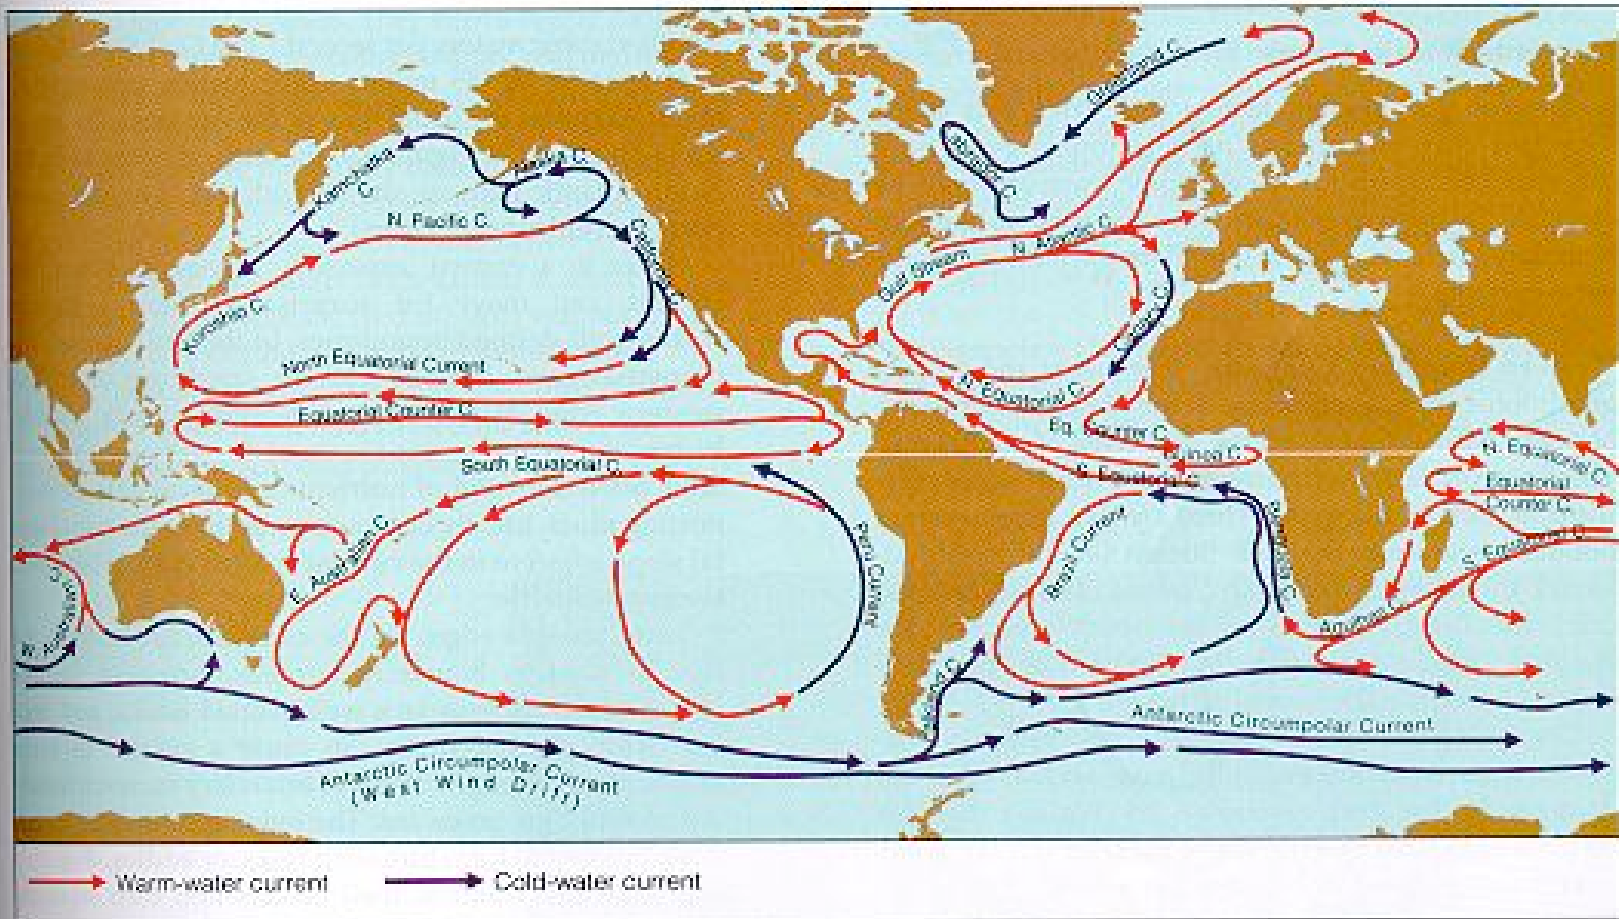 Greenland C.
Labrador C.
Alaska C.
Kamchatka
C.
N. Pacific C.
California C.
N. Atlantic C.
Gulf Stream
Kuroshio C.
Canary C.
North Equatorial Current
N. Equatorial C.
Equatorial Counter C.
Eq. Counter C.
Guinea C.
N. Equatorial C.
South Equatorial C.
S. Equatorial C.
Equatorial
Counter C.
Brazil Current
S. Equatorial C.
E. Australian C.
Peru Current
Benguela C.
Agulhas C.
W. Australian C.
Antarctic Circumpolar Current
Antarctic Circumpolar Current
(West Wind Drift)
Warm-water current
Cold-water current